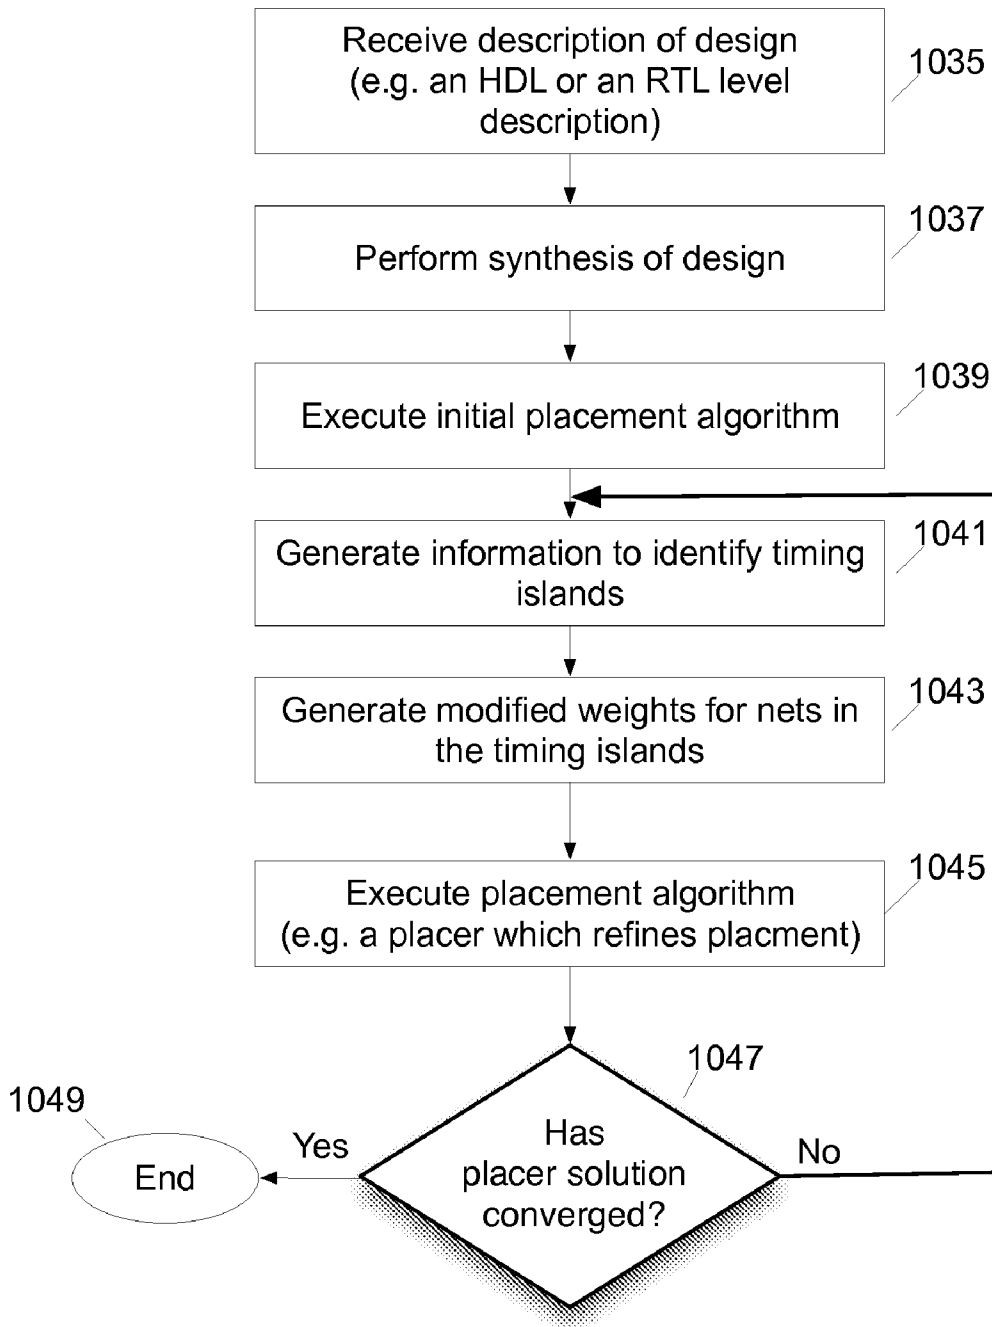 Receive description of design
(e.g. an HDL or an RTL level
description)
1035
Perform synthesis of design
1037
Execute initial placement algorithm
1039
Generate information to identify timing
islands
1041
Generate modified weights for nets in
the timing islands
1043
Execute placement algorithm
(e.g. a placer which refines placment)
1045
Has
placer solution
converged?
1047
Yes
No
End
1049